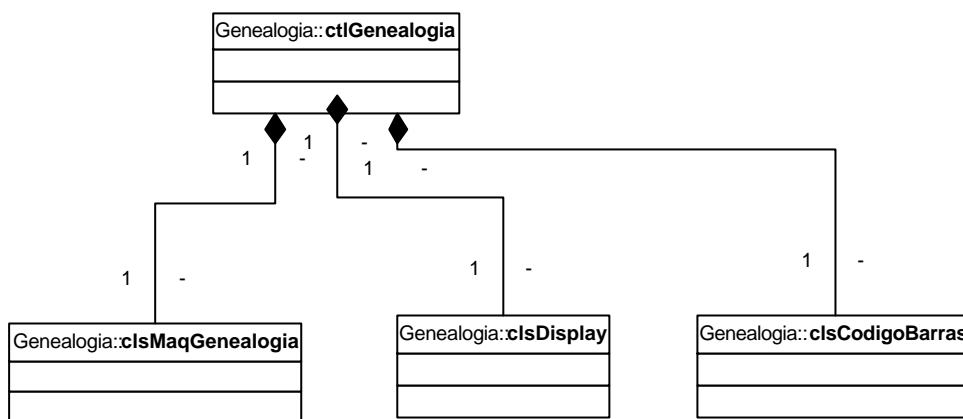 Genealogia::ctlGenealogia
1 -
1 -
1 -
1 -
1 -
1 -
Genealogia::clsMaqGenealogia
Genealogia::clsDisplay
Genealogia::clsCodigoBarras